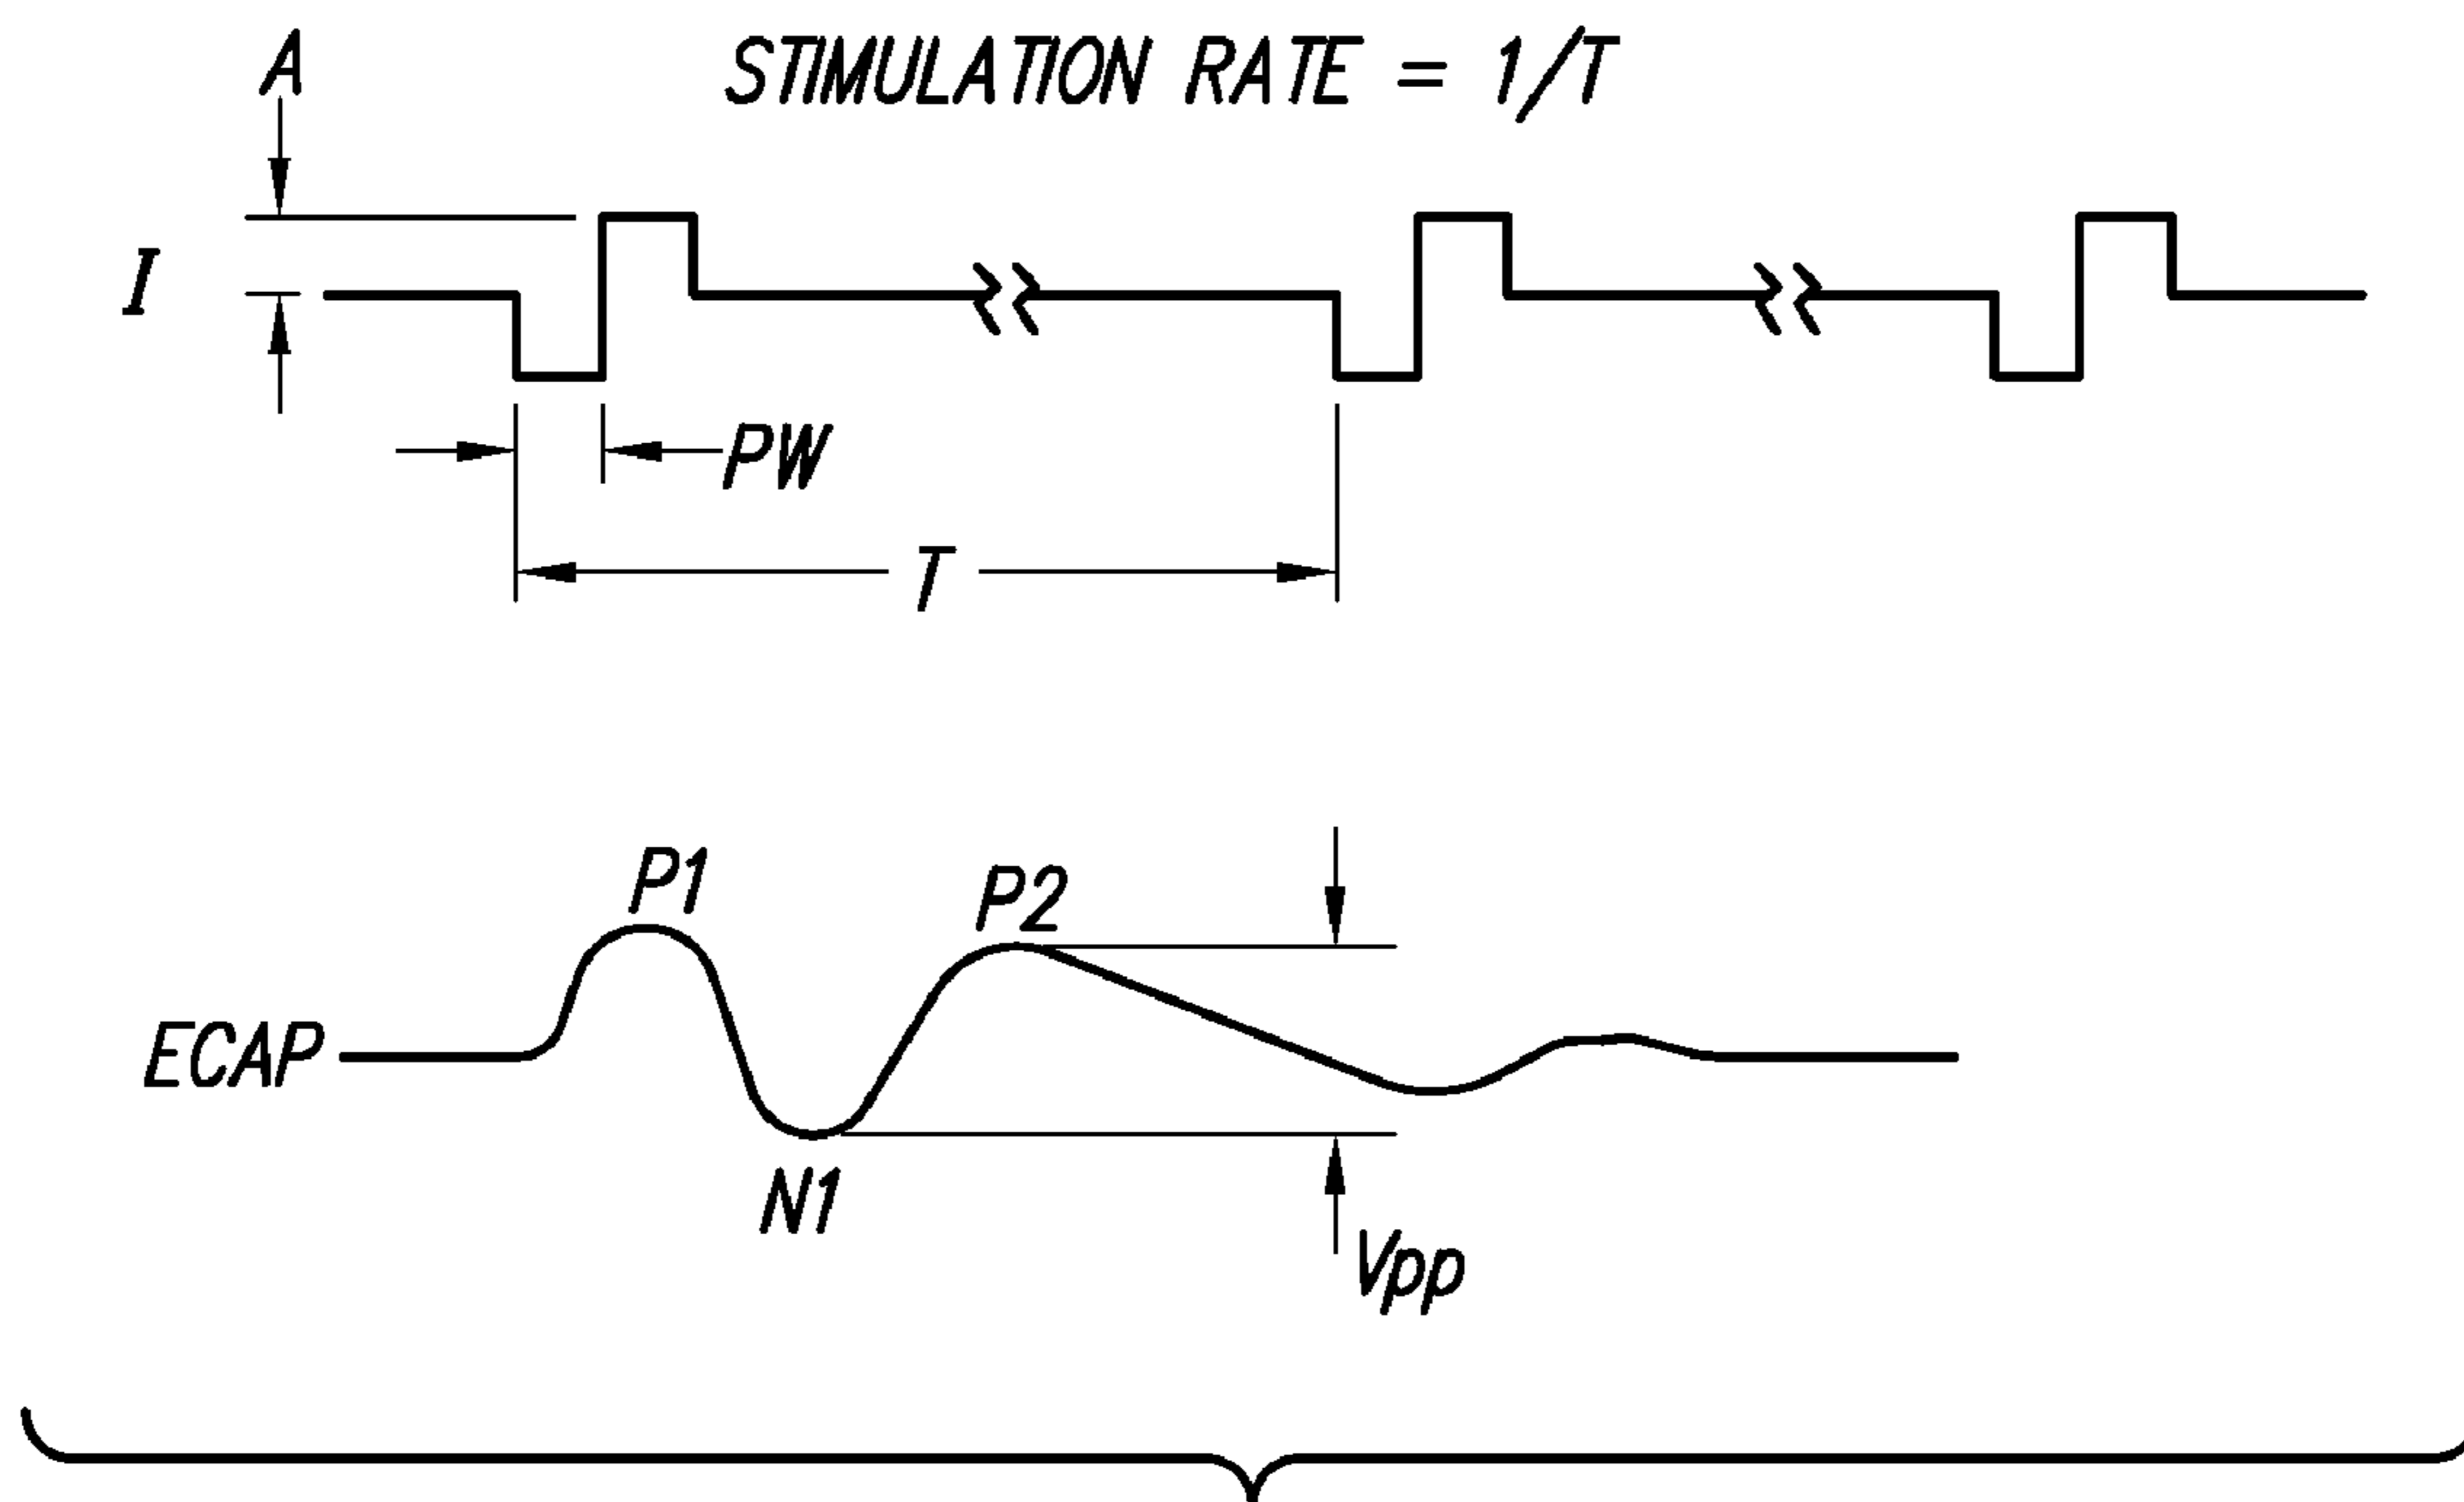 A
STIMULATION RATE = 1/T
I
PW
T
P1
P2
ECAP
N1
Vpp